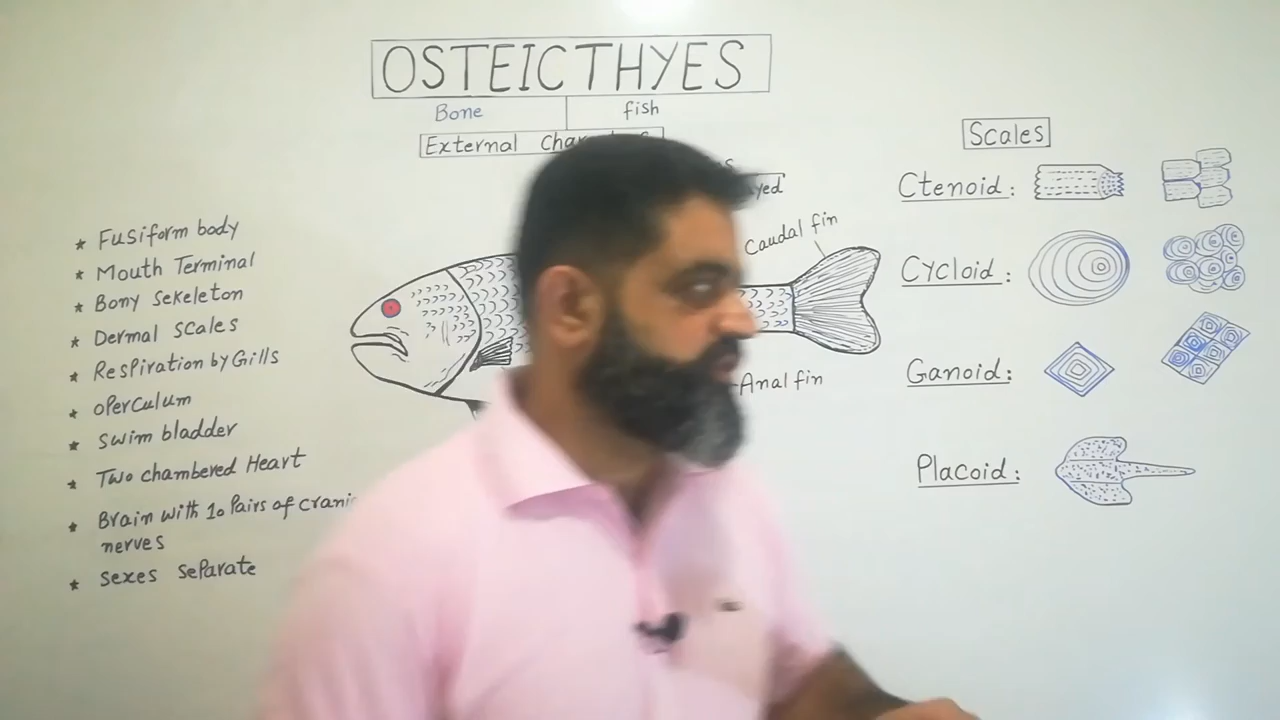 OSTEICTHYES
Bone fish
External
Scales
Ctenoid:
Caudal fin
Cycloid:
Anal fin
Ganoid:
Placoid:
* Fusiform body
* Mouth Terminal
* Bony sekeleton
* Dermal scales
* Respiration by Gills
* operculum
* swim bladder
* Two chambered Heart
* Brain with 10 Pairs of
nerves
* sexes separate